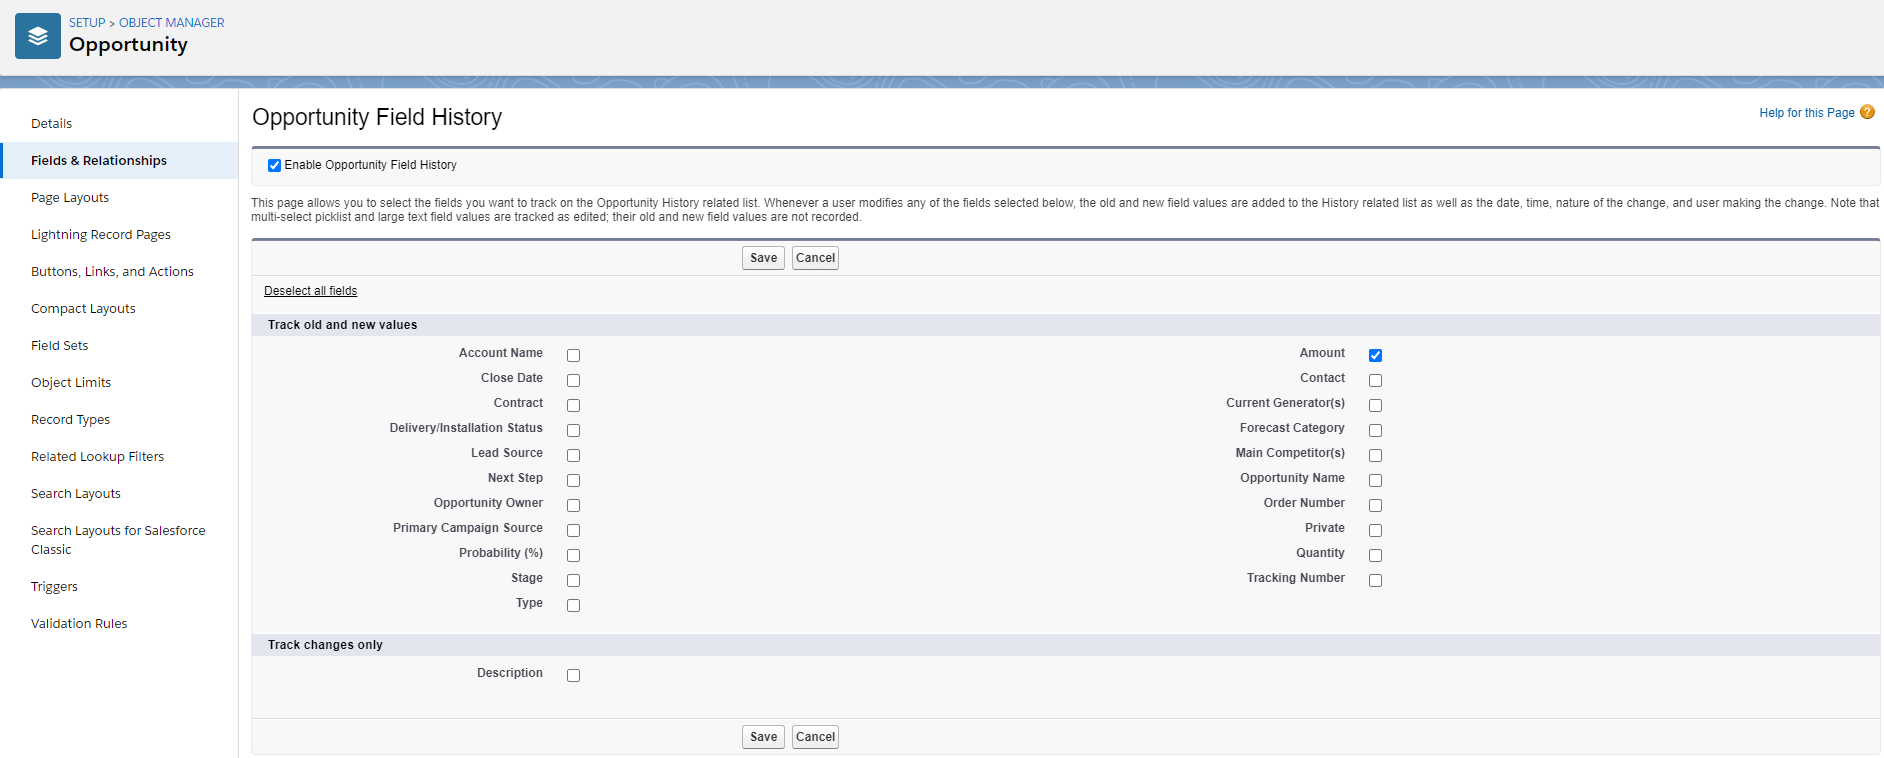 SETUP > OBJECT MANAGER
Opportunity
Details
Fields & Relationships
Page Layouts
Lightning Record Pages
Buttons, Links, and Actions
Compact Layouts
Field Sets
Object Limits
Record Types
Related Lookup Filters
Search Layouts
Search Layouts for Salesforce
Classic
Triggers
Validation Rules
Opportunity Field History
Help for this Page ?
Enable Opportunity Field History
This page allows you to select the fields you want to track on the Opportunity History related list. Whenever a user modifies any of the fields selected below, the old and new field values are added to the History related list as well as the date, time, nature of the change, and user making the change. Note that
multi-select picklist and large text field values are tracked as edited; their old and new field values are not recorded.
Save Cancel
Deselect all fields
Track old and new values
Account Name Amount
Close Date Contact
Contract Current Generator(s)
Delivery/Installation Status Forecast Category
Lead Source Main Competitor(s)
Next Step Opportunity Name
Opportunity Owner Order Number
Primary Campaign Source Private
Probability (%) Quantity
Stage Tracking Number
Type
Track changes only
Description
Save Cancel